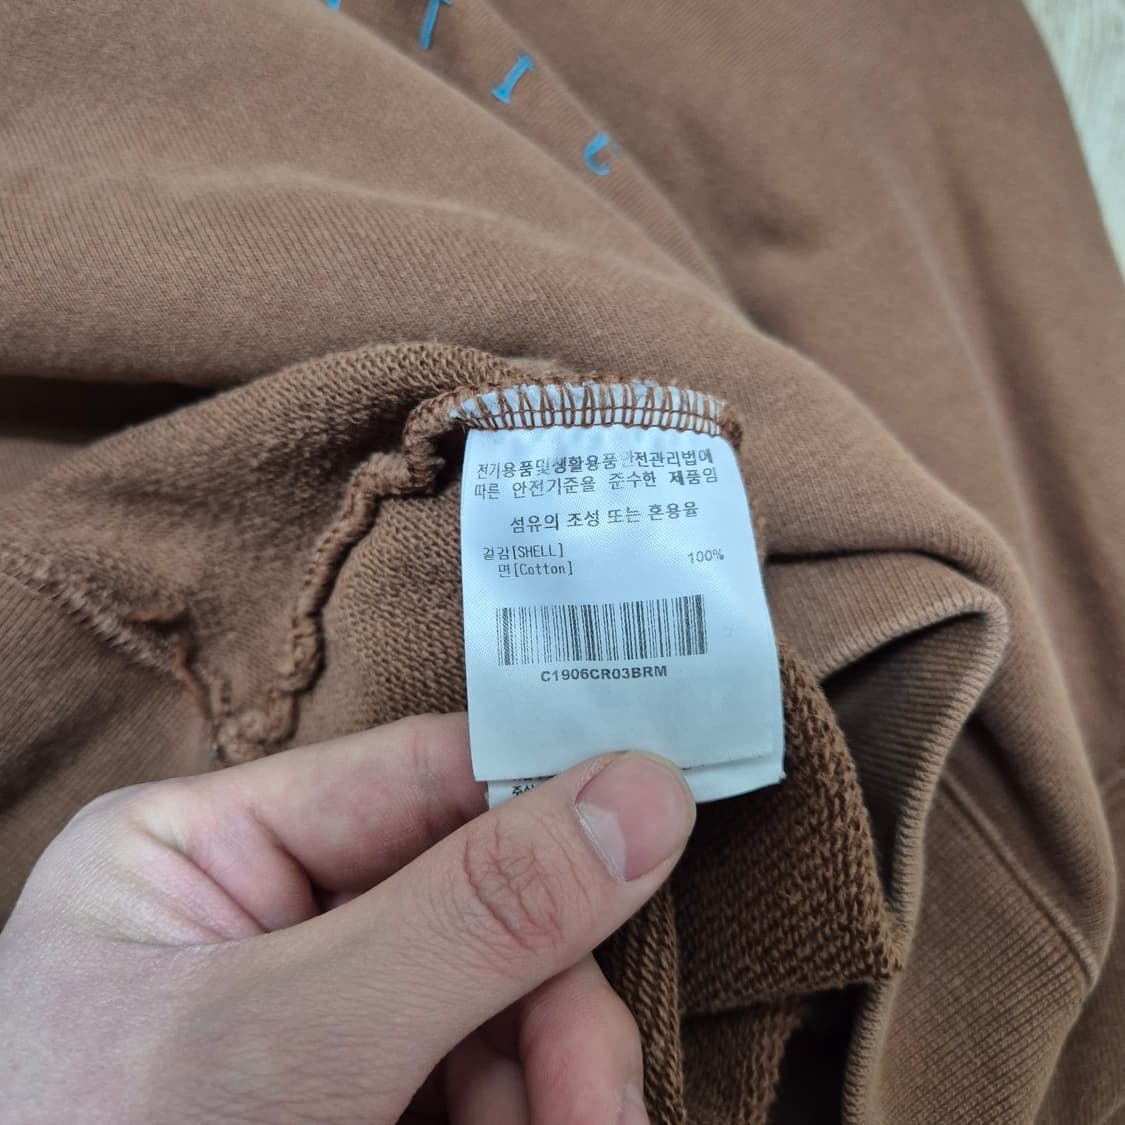 T I C
전기용품및생활용품안전관리법에
따른 안전기준을 준수한 제품임
섬유의 조성 또는 혼용율
겉감[SHELL] 100%
면[Cotton]
C1906CR03BRM